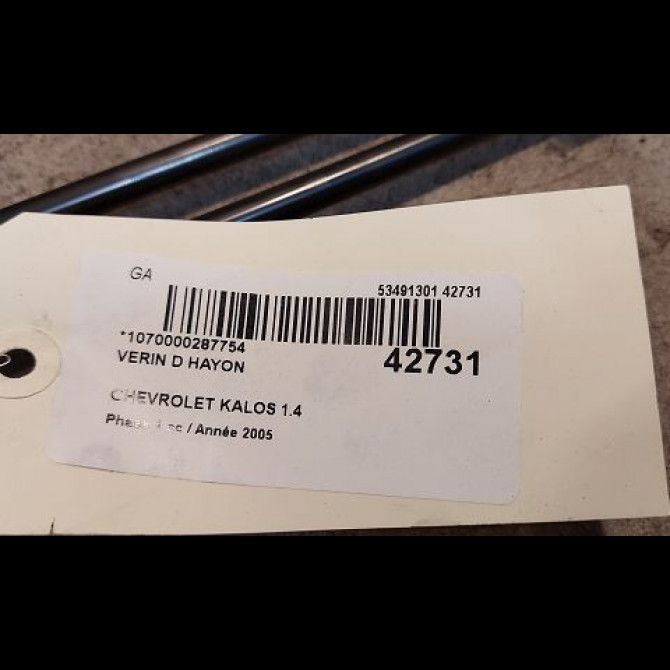 GA
53491301 42731
*1070000287754
42731
VERIN D HAYON
CHEVROLET KALOS 1.4
/ Année 2005